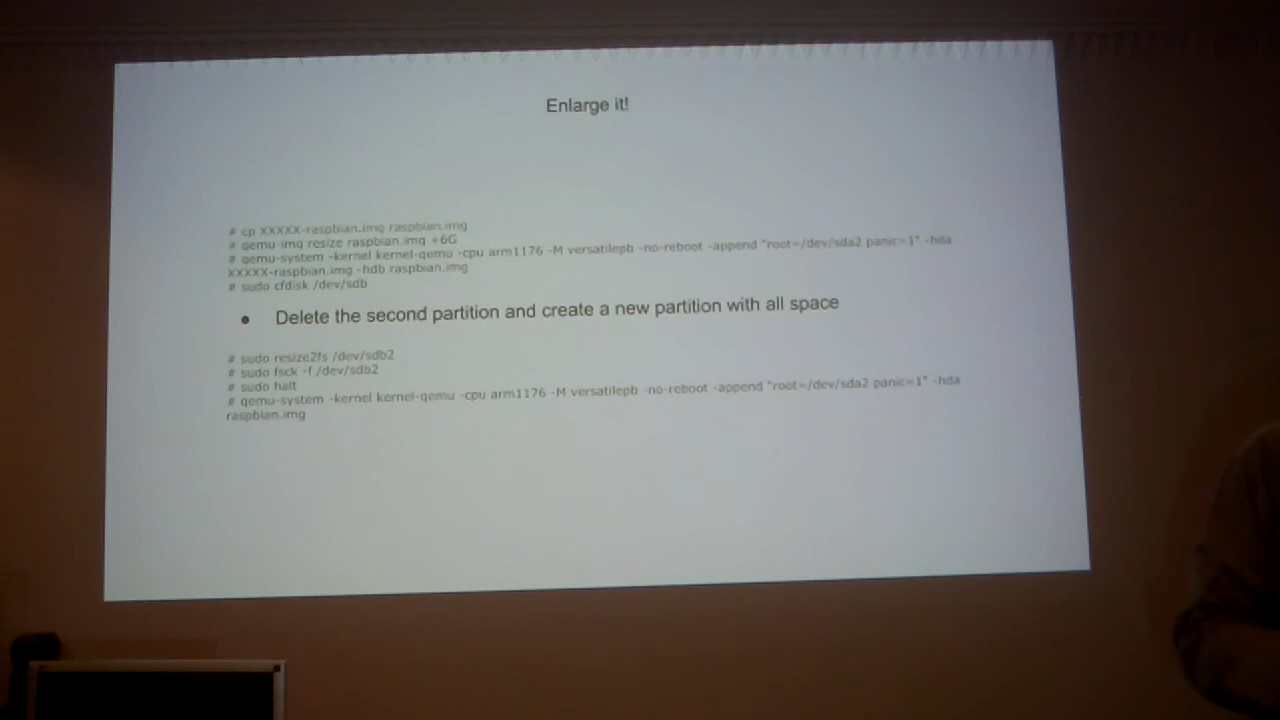 Enlarge it!
# cp XXXXX-raspbian.img raspbian.img
# qemu-img resize raspbian.img +6G
# qemu-system -kernel kernel-qemu -cpu arm1176 -M versatilepb -no-reboot -append "root=/dev/sda2 panic=1" -hda
XXXXX-raspbian.img -hdb raspbian.img
# sudo cfdisk /dev/sdb
● Delete the second partition and create a new partition with all space
# sudo resize2fs /dev/sdb2
# sudo fsck -f /dev/sdb2
# sudo halt
# qemu-system -kernel kernel-qemu -cpu arm1176 -M versatilepb -no-reboot -append "root=/dev/sda2 panic=1" -hda
raspbian.img